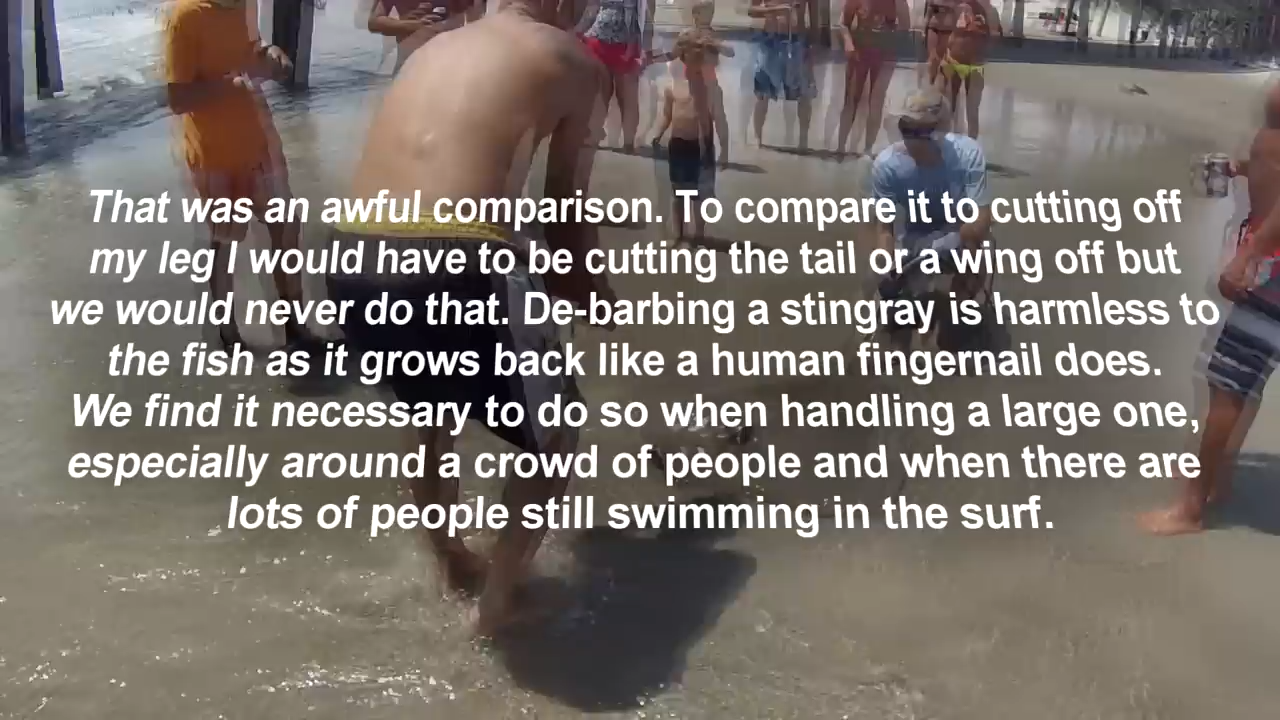 That was an awful comparison. To compare it to cutting off
my leg I would have to be cutting the tail or a wing off but
we would never do that. De-barbing a stingray is harmless to
the fish as it grows back like a human fingernail does.
We find it necessary to do so when handling a large one,
especially around a crowd of people and when there are
lots of people still swimming in the surf.